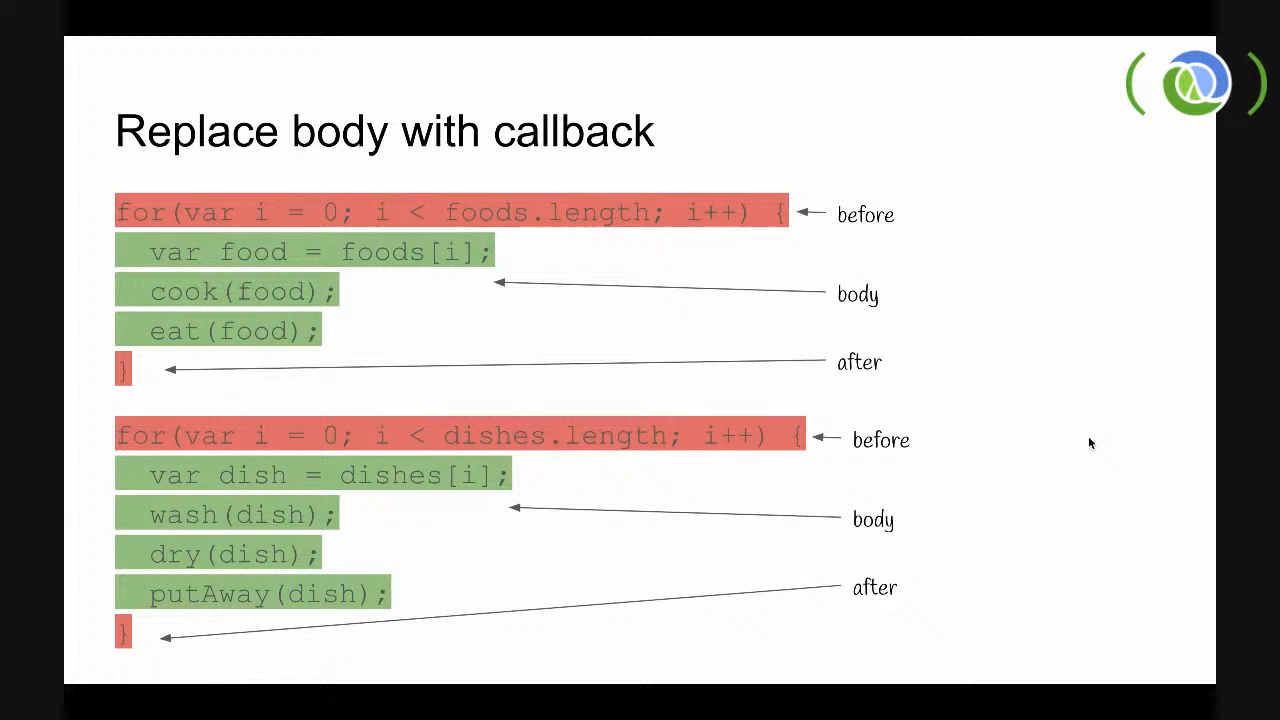 Replace body with callback
for(var i = 0; i < foods.length; i++) {
before
  var food = foods[i];
  cook(food);
body
  eat(food);
}
after
for(var i = 0; i < dishes.length; i++) {
before
  var dish = dishes[i];
  wash(dish);
body
  dry(dish);
  putAway(dish);
after
}